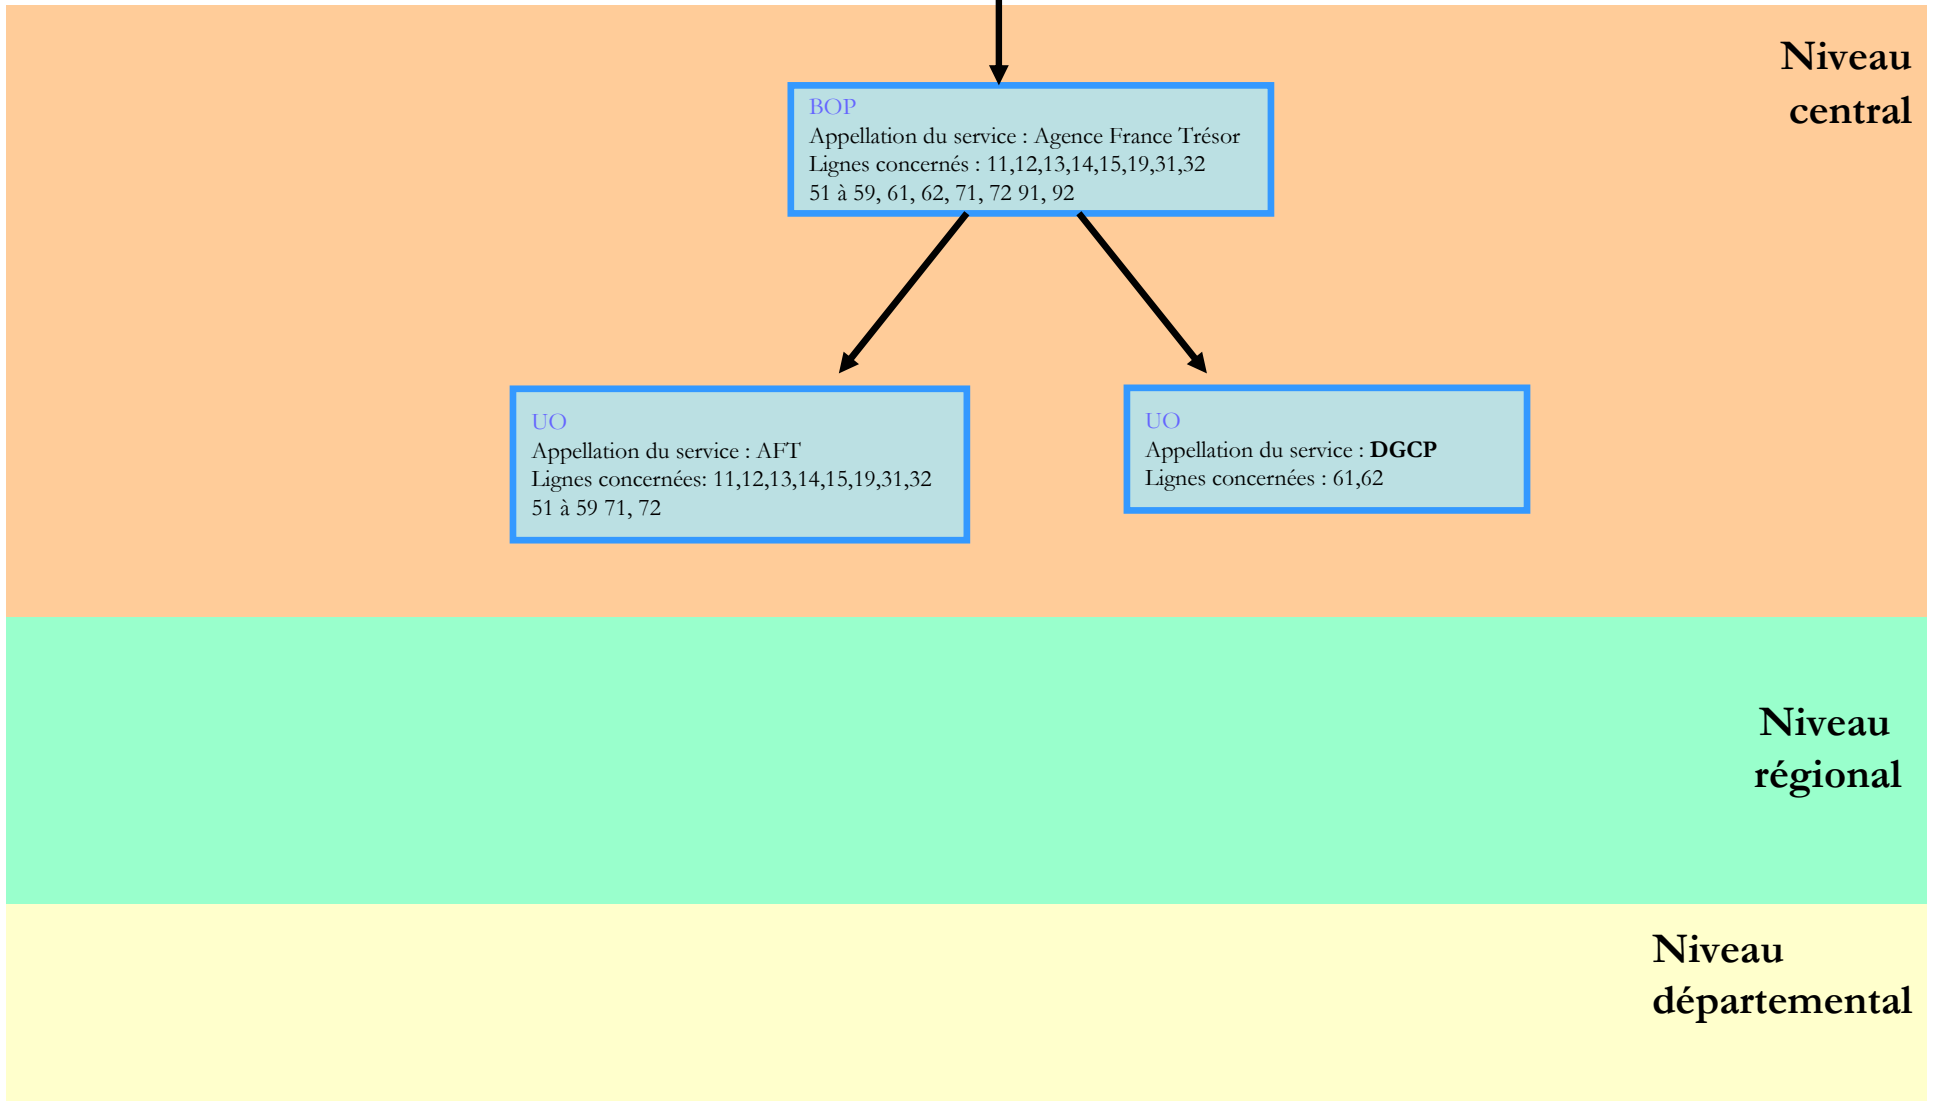 Niveau
central
BOP
Appellation du service : Agence France Trésor
Lignes concernés : 11,12,13,14,15,19,31,32
51 à 59, 61, 62, 71, 72 91, 92
UO
Appellation du service : AFT
Lignes concernées: 11,12,13,14,15,19,31,32
51 à 59 71, 72
UO
Appellation du service : DGCP
Lignes concernées : 61,62
Niveau
régional
Niveau
départemental